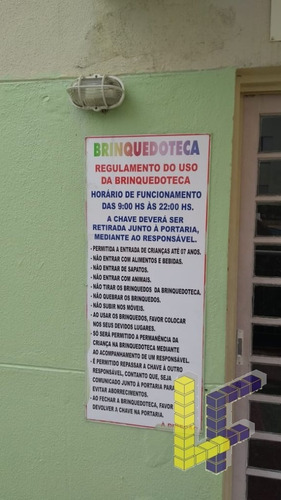 BRINQUEDOTECA
REGULAMENTO DO USO
DA BRINQUEDOTECA
HORÁRIO DE FUNCIONAMENTO
DAS 9:00 HS ÀS 22:00 HS.
A CHAVE DEVERÁ SER
RETIRADA JUNTO À PORTARIA,
MEDIANTE AO RESPONSÁVEL.
- PERMITIDA A ENTRADA DE CRIANÇAS ATÉ 07 ANOS.
- NÃO ENTRAR COM ALIMENTOS E BEBIDAS.
- NÃO ENTRAR DE SAPATOS.
- NÃO ENTRAR COM ANIMAIS.
- NÃO TIRAR OS BRINQUEDOS DA BRINQUEDOTECA.
- NÃO QUEBRAR OS BRINQUEDOS.
- NÃO SUBIR NOS MÓVEIS.
- AO USAR OS BRINQUEDOS, FAVOR COLOCAR
NOS SEUS DEVIDOS LUGARES.
- SÓ SERÁ PERMITIDO A PERMANÊNCIA DA
CRIANÇA NA BRINQUEDOTECA MEDIANTE
AO ACOMPANHAMENTO DE UM RESPONSÁVEL.
- É PERMITIDO REPASSAR A CHAVE À OUTRO
RESPONSÁVEL, CONTANTO QUE, SEJA
COMUNICADO JUNTO À PORTARIA PARA
EVITAR ABORRECIMENTOS.
- AO FECHAR A BRINQUEDOTECA, FAVOR
DEVOLVER A CHAVE NA PORTARIA.